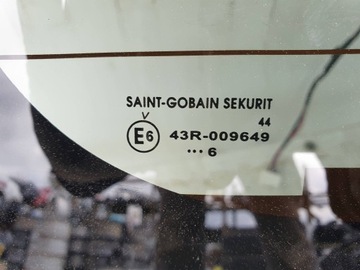 SAINT-GOBAIN SEKURIT
44
V
E6 43R-009649
••• 6